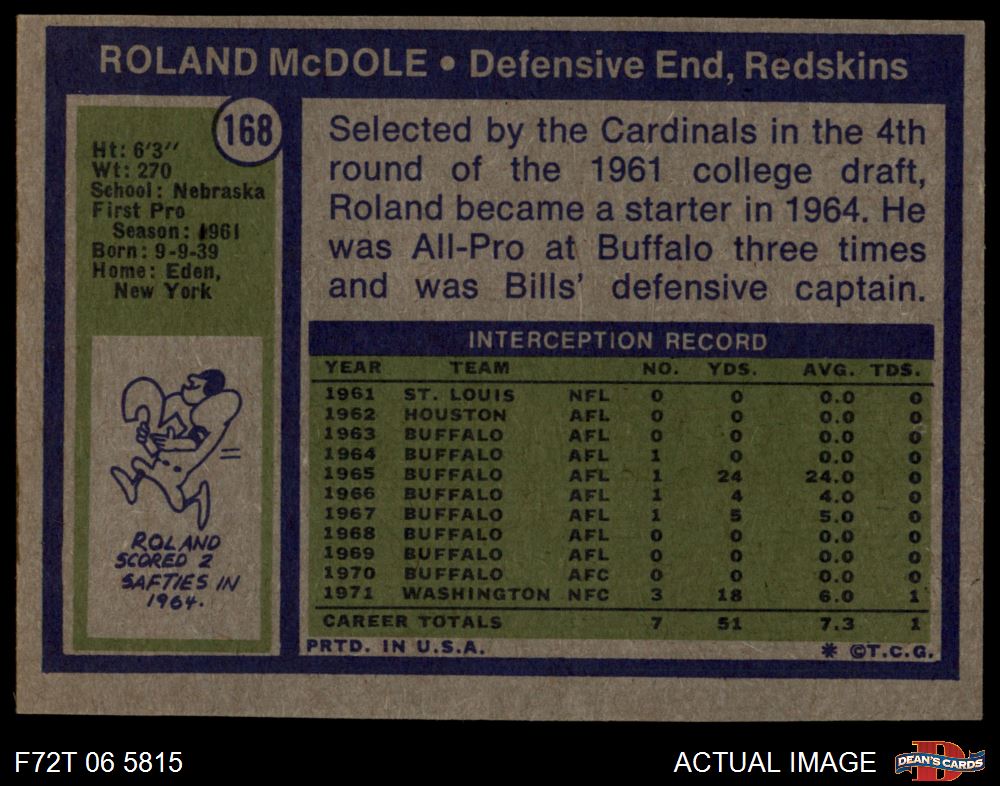 ROLAND McDOLE • Defensive End, Redskins
168
Ht: 6'3''
Wt: 270
School: Nebraska
First Pro
Season: 1961
Born: 9-9-39
Home: Eden,
New York
ROLAND
SCORED 2
SAFTIES IN
1964.
Selected by the Cardinals in the 4th
round of the 1961 college draft,
Roland became a starter in 1964. He
was All-Pro at Buffalo three times
and was Bills' defensive captain.
INTERCEPTION RECORD
YEAR TEAM NO. YDS. AVG. TDS.
1961 ST. LOUIS NFL 0 0 0.0 0
1962 HOUSTON AFL 0 0 0.0 0
1963 BUFFALO AFL 0 0 0.0 0
1964 BUFFALO AFL 1 0 0.0 0
1965 BUFFALO AFL 1 24 24.0 0
1966 BUFFALO AFL 1 4 4.0 0
1967 BUFFALO AFL 1 5 5.0 0
1968 BUFFALO AFL 0 0 0.0 0
1969 BUFFALO AFL 0 0 0.0 0
1970 BUFFALO AFC 0 0 0.0 0
1971 WASHINGTON NFC 3 18 6.0 1
CAREER TOTALS 7 51 7.3 1
PRTD. IN U.S.A. * ©T.C.G.
F72T 06 5815 ACTUAL IMAGE
D
DEAN'S CARDS